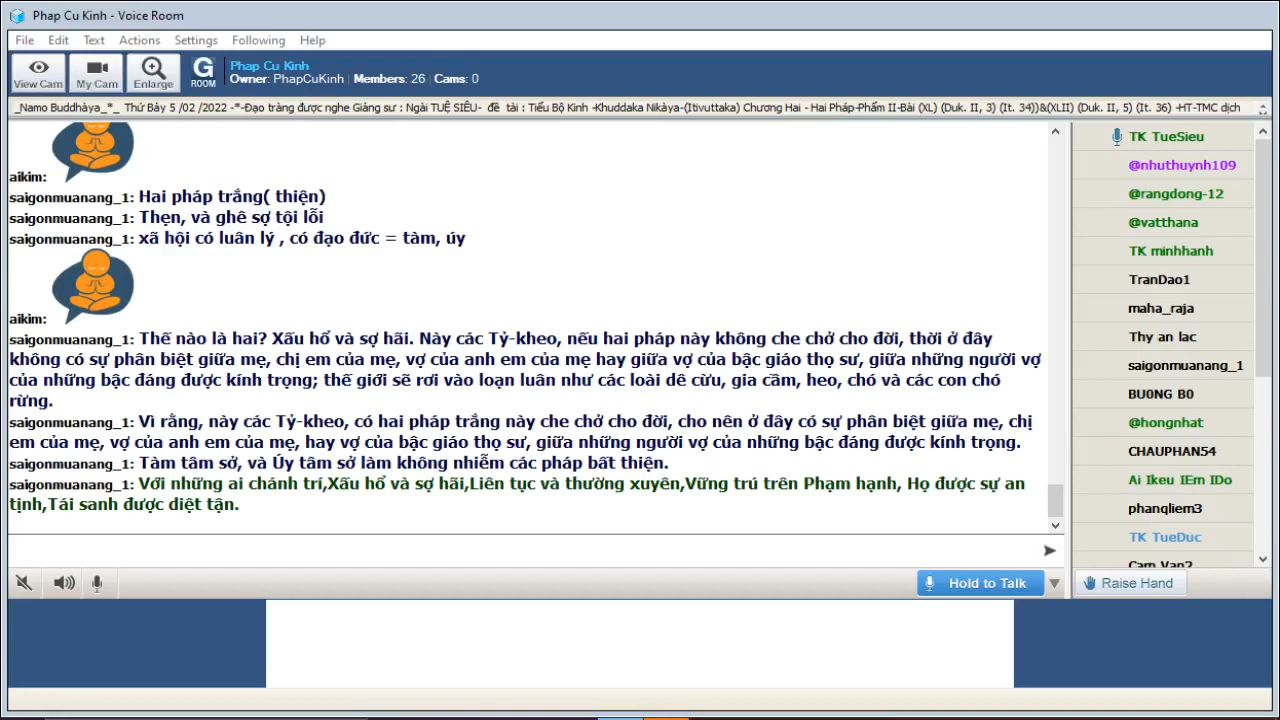 Phap Cu Kinh - Voice Room
File Edit Text Actions Settings Following Help
View Cam My Cam Enlarge G ROOM Phap Cu Kinh
Owner: PhapCuKinh Members: 26 Cams: 0
_Namo Buddhàya_*_ Thứ Bảy 5 /02 /2022 -*-Đạo tràng được nghe Giảng sư : Ngài TUỆ SIÊU- đề tài : Tiểu Bộ Kinh -Khuddaka Nikàya-(Itivuttaka) Chương Hai - Hai Pháp-Phẩm II-Bài (XL) (Duk. II, 3) (It. 34))&(XLII) (Duk. II, 5) (It. 36) -HT-TMC dịch
aikim:
saigonmuanang_1: Hai pháp trắng( thiện)
saigonmuanang_1: Thẹn, và ghê sợ tội lỗi
saigonmuanang_1: xã hội có luân lý , có đạo đức = tàm, úy
aikim:
saigonmuanang_1: Thế nào là hai? Xấu hổ và sợ hãi. Này các Tỷ-kheo, nếu hai pháp này không che chở cho đời, thời ở đây
không có sự phân biệt giữa mẹ, chị em của mẹ, vợ của anh em của mẹ hay giữa vợ của bậc giáo thọ sư, giữa những người vợ
của những bậc đáng được kính trọng; thế giới sẽ rơi vào loạn luân như các loài dê cừu, gia cầm, heo, chó và các con chó
rừng.
saigonmuanang_1: Vì rằng, này các Tỷ-kheo, có hai pháp trắng này che chở cho đời, cho nên ở đây có sự phân biệt giữa mẹ, chị
em của mẹ, vợ của anh em của mẹ, hay vợ của bậc giáo thọ sư, giữa những người vợ của những bậc đáng được kính trọng.
saigonmuanang_1: Tàm tâm sở, và Úy tâm sở làm không nhiễm các pháp bất thiện.
saigonmuanang_1: Với những ai chánh trí,Xấu hổ và sợ hãi,Liên tục và thường xuyên,Vững trú trên Phạm hạnh, Họ được sự an
tịnh,Tái sanh được diệt tận.
TK TueSieu
@nhuthuynh109
@rangdong-12
@vatthana
TK minhhanh
TranDao1
maha_raja
Thy an lac
saigonmuanang_1
BU0NG B0
@hongnhat
CHAUPHAN54
Ai Ikeu IEm IDo
phanqliem3
TK TueDuc
Cam Van2
Hold to Talk
Raise Hand